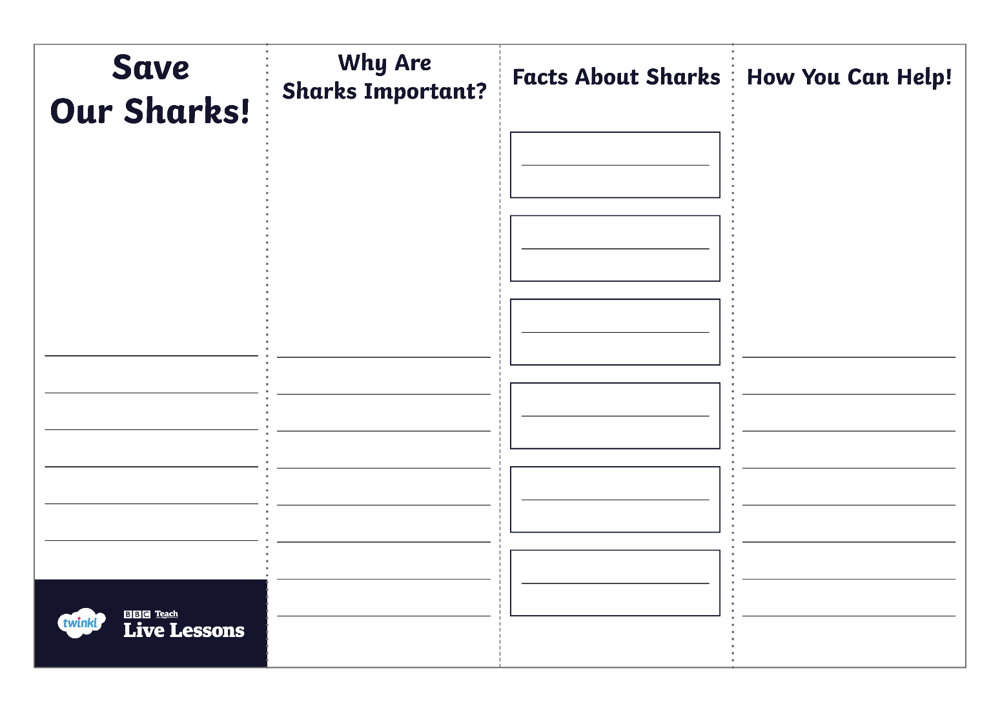 Save
Our Sharks!
Why Are
Sharks Important?
Facts About Sharks
How You Can Help!
twinkl
BBC Teach
Live Lessons